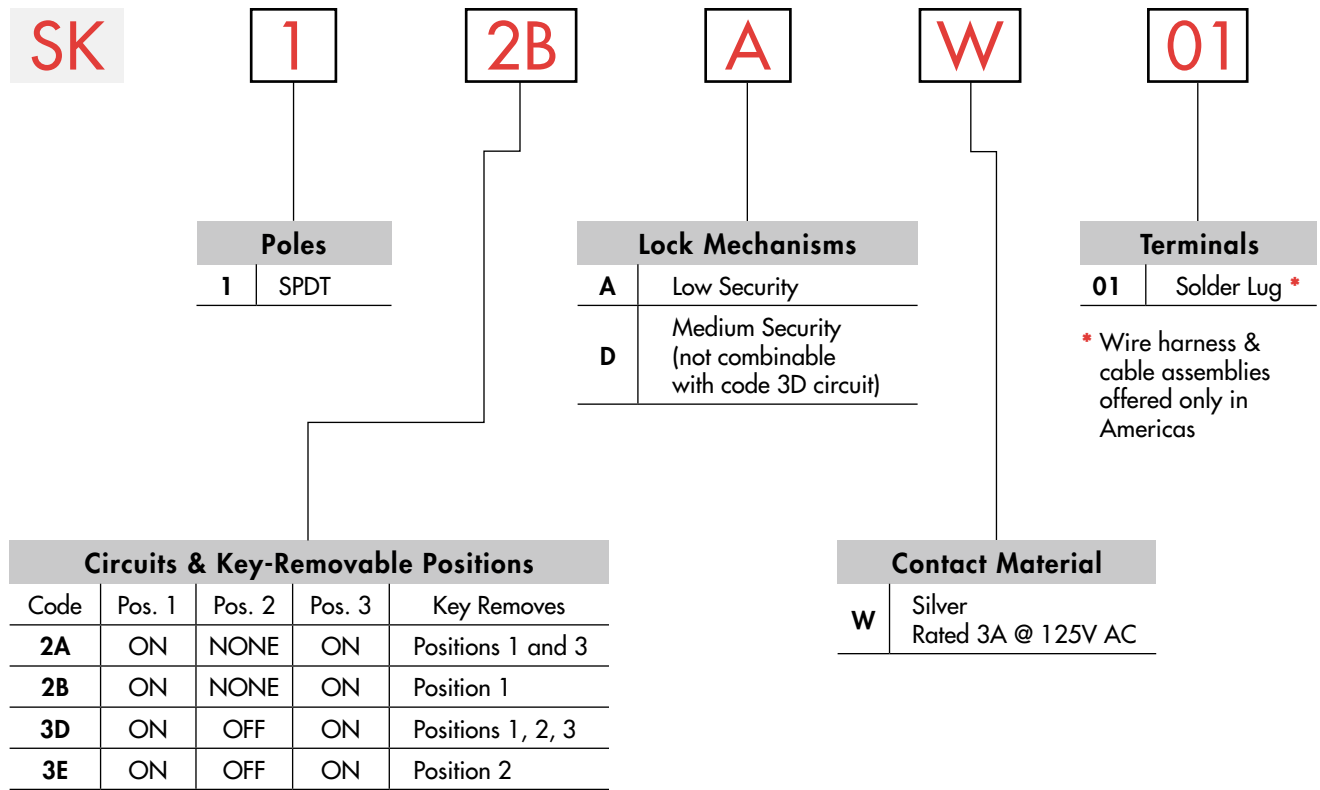 SK 1 2B A W 01
Poles
1 SPDT
Lock Mechanisms
A Low Security
D Medium Security
(not combinable
with code 3D circuit)
Terminals
01 Solder Lug *
* Wire harness &
cable assemblies
offered only in
Americas
Circuits & Key-Removable Positions
Code Pos. 1 Pos. 2 Pos. 3 Key Removes
2A ON NONE ON Positions 1 and 3
2B ON NONE ON Position 1
3D ON OFF ON Positions 1, 2, 3
3E ON OFF ON Position 2
Contact Material
W Silver
Rated 3A @ 125V AC